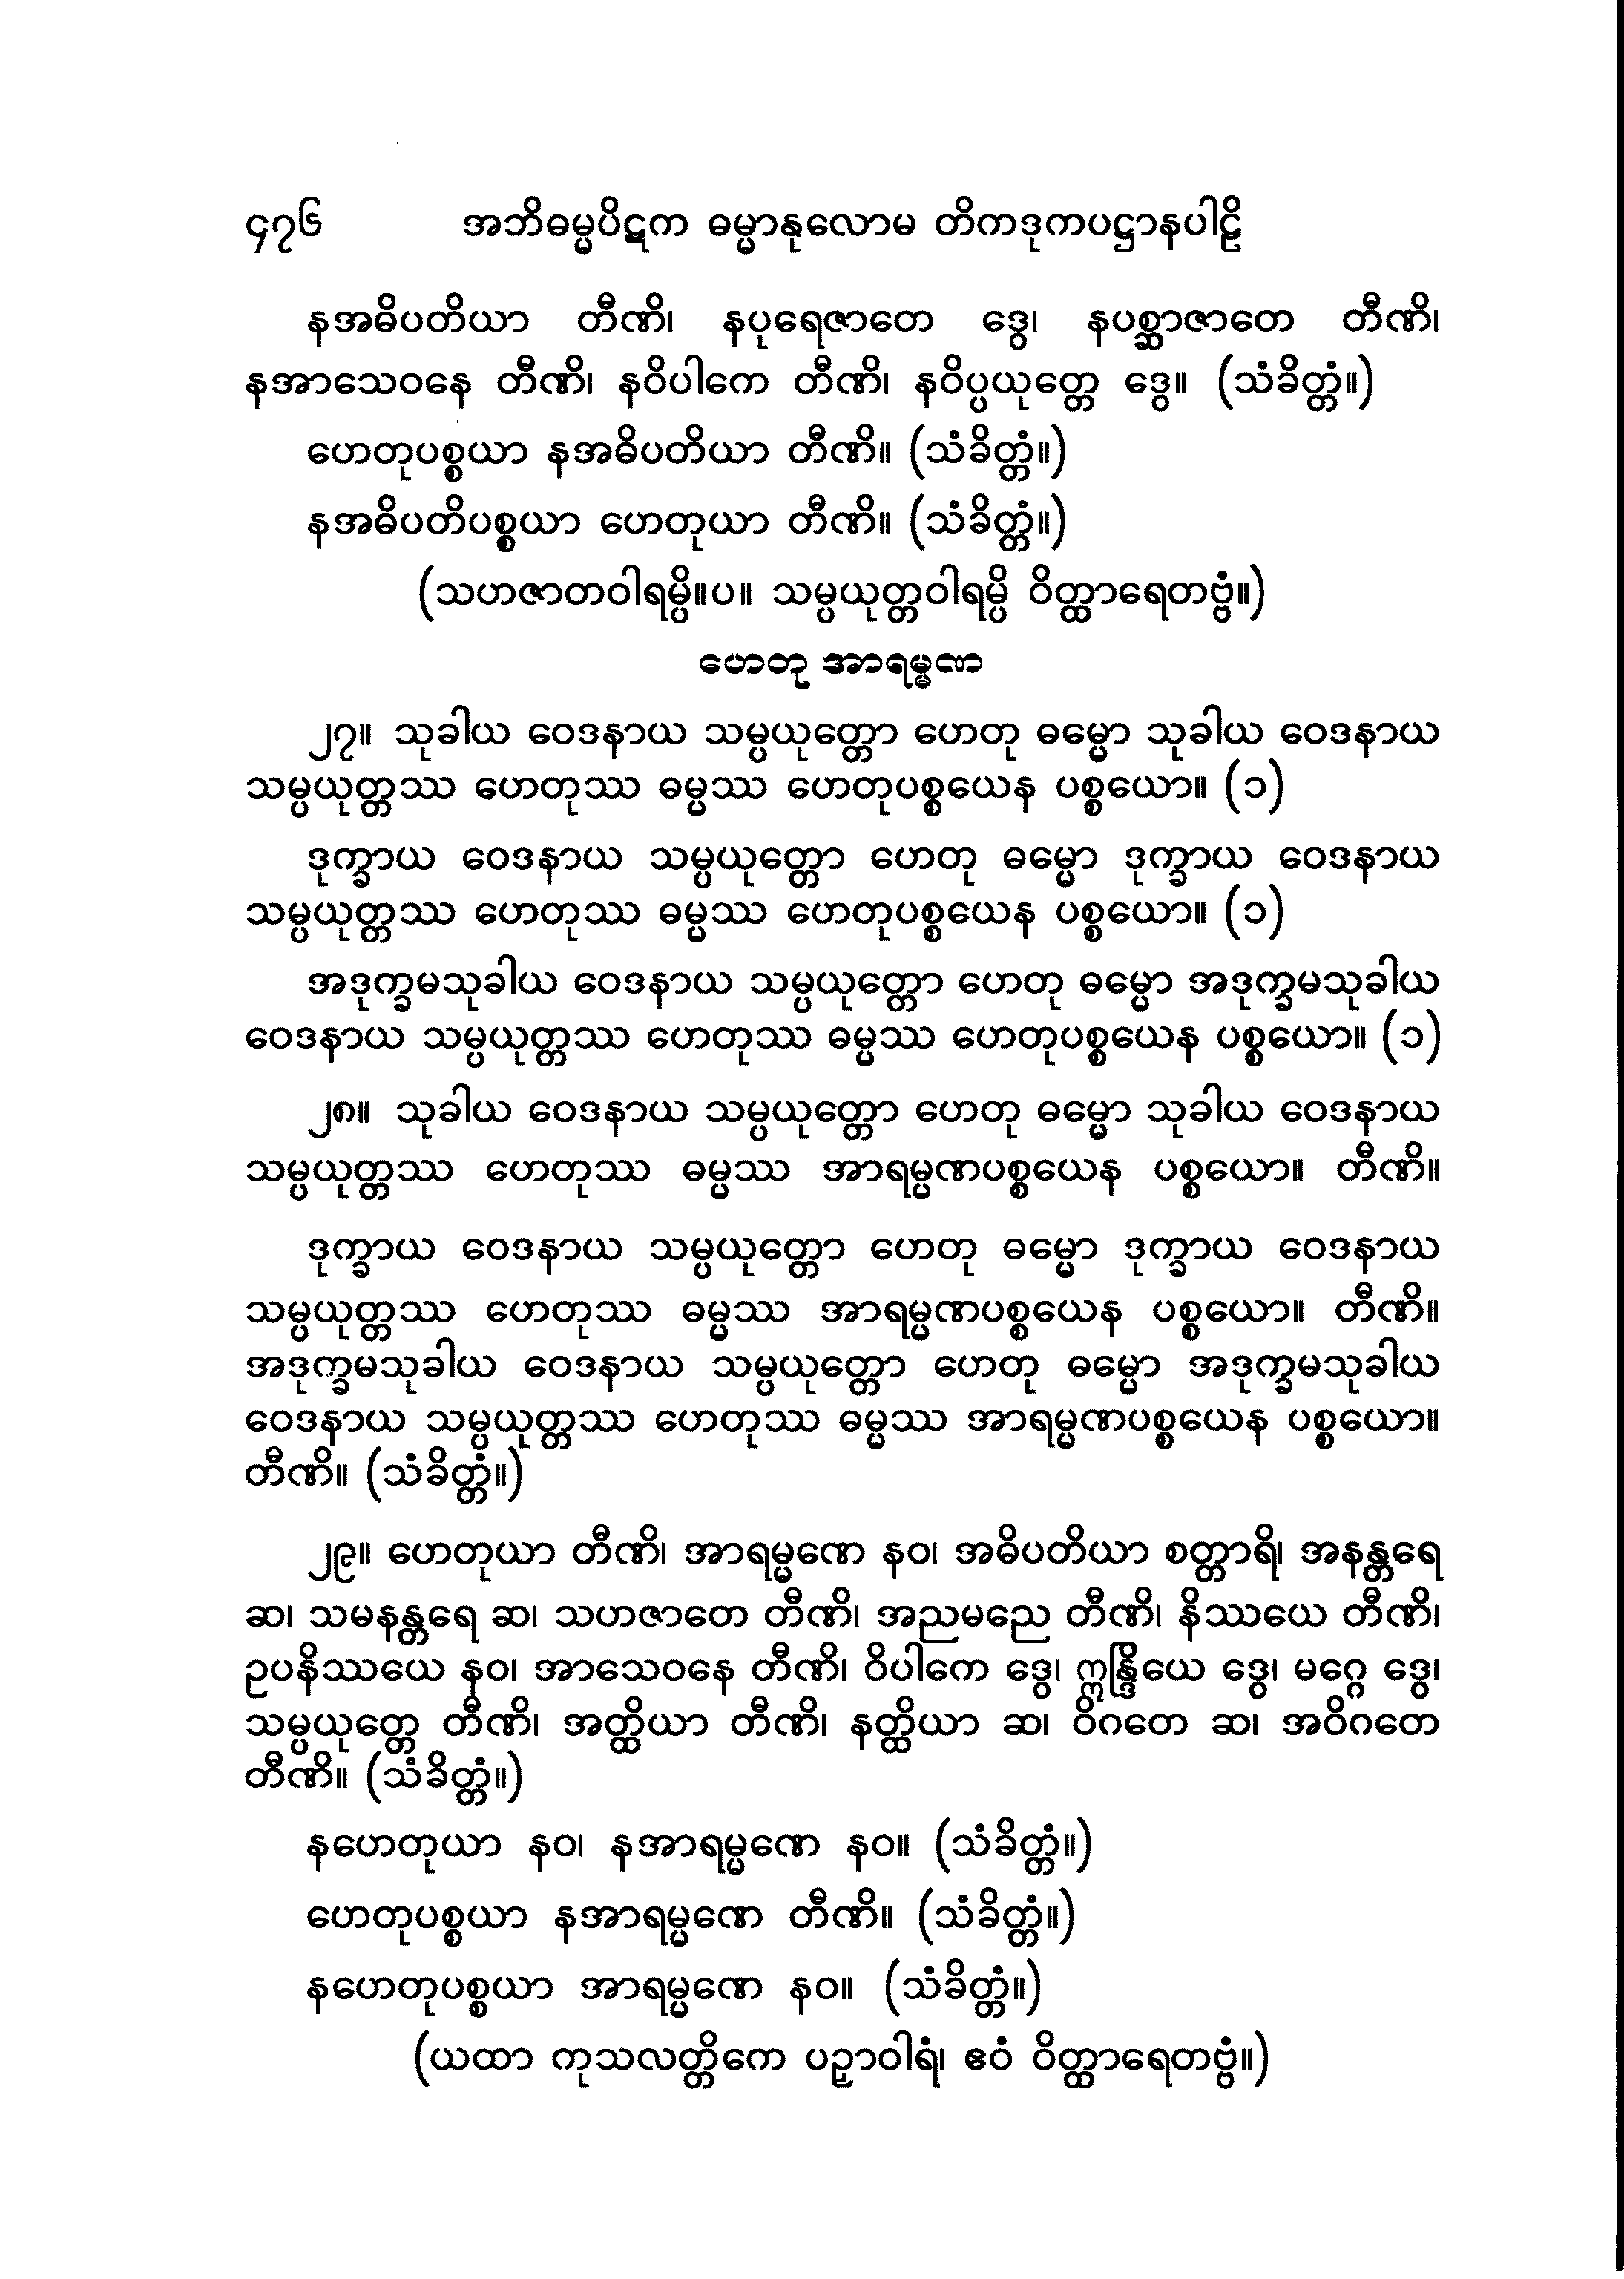 ၄၇၆ အဘိဓမ္မပိဋက ဓမ္မာနုလောမ တိကဒုကပဋ္ဌာနပါဠိ
နအဓိပတိယာ တီဏိ၊ နပုရေဇာတေ ဒွေ၊ နပစ္ဆာဇာတေ တီဏိ၊
နအာသေဝနေ တီဏိ၊ နဝိပါကေ တီဏိ၊ နဝိပ္ပယုတ္တေ ဒွေ။ (သံခိတ္တံ။)
ဟေတုပစ္စယာ နအဓိပတိယာ တီဏိ။ (သံခိတ္တံ။)
နအဓိပတိပစ္စယာ ဟေတုယာ တီဏိ။ (သံခိတ္တံ။)
(သဟဇာတဝါရမ္ပိ။ပ။ သမ္ပယုတ္တဝါရမ္ပိ ဝိတ္ထာရေတဗ္ဗံ။)
ဟေတု အာရမ္မဏ
၂၇။ သုခါယ ဝေဒနာယ သမ္ပယုတ္တော ဟေတု ဓမ္မော သုခါယ ဝေဒနာယ
သမ္ပယုတ္တဿ ဟေတုဿ ဓမ္မဿ ဟေတုပစ္စယေန ပစ္စယော။ (၁)
ဒုက္ခာယ ဝေဒနာယ သမ္ပယုတ္တော ဟေတု ဓမ္မော ဒုက္ခာယ ဝေဒနာယ
သမ္ပယုတ္တဿ ဟေတုဿ ဓမ္မဿ ဟေတုပစ္စယေန ပစ္စယော။ (၁)
အဒုက္ခမသုခါယ ဝေဒနာယ သမ္ပယုတ္တော ဟေတု ဓမ္မော အဒုက္ခမသုခါယ
ဝေဒနာယ သမ္ပယုတ္တဿ ဟေတုဿ ဓမ္မဿ ဟေတုပစ္စယေန ပစ္စယော။ (၁)
၂၈။ သုခါယ ဝေဒနာယ သမ္ပယုတ္တော ဟေတု ဓမ္မော သုခါယ ဝေဒနာယ
သမ္ပယုတ္တဿ ဟေတုဿ ဓမ္မဿ အာရမ္မဏပစ္စယေန ပစ္စယော။ တီဏိ။
ဒုက္ခာယ ဝေဒနာယ သမ္ပယုတ္တော ဟေတု ဓမ္မော ဒုက္ခာယ ဝေဒနာယ
သမ္ပယုတ္တဿ ဟေတုဿ ဓမ္မဿ အာရမ္မဏပစ္စယေန ပစ္စယော။ တီဏိ။
အဒုက္ခမသုခါယ ဝေဒနာယ သမ္ပယုတ္တော ဟေတု ဓမ္မော အဒုက္ခမသုခါယ
ဝေဒနာယ သမ္ပယုတ္တဿ ဟေတုဿ ဓမ္မဿ အာရမ္မဏပစ္စယေန ပစ္စယော။
တီဏိ။ (သံခိတ္တံ။)
၂၉။ ဟေတုယာ တီဏိ၊ အာရမ္မဏေ နဝ၊ အဓိပတိယာ စတ္တာရိ၊ အနန္တရေ
ဆ၊ သမနန္တရေ ဆ၊ သဟဇာတေ တီဏိ၊ အညမညေ တီဏိ၊ နိဿယေ တီဏိ၊
ဥပနိဿယေ နဝ၊ အာသေဝနေ တီဏိ၊ ဝိပါကေ ဒွေ၊ ဣန္ဒြိယေ ဒွေ၊ မဂ္ဂေ ဒွေ၊
သမ္ပယုတ္တေ တီဏိ၊ အတ္ထိယာ တီဏိ၊ နတ္ထိယာ ဆ၊ ဝိဂတေ ဆ၊ အဝိဂတေ
တီဏိ။ (သံခိတ္တံ။)
နဟေတုယာ နဝ၊ နအာရမ္မဏေ နဝ။ (သံခိတ္တံ။)
ဟေတုပစ္စယာ နအာရမ္မဏေ တီဏိ။ (သံခိတ္တံ။)
နဟေတုပစ္စယာ အာရမ္မဏေ နဝ။ (သံခိတ္တံ။)
(ယထာ ကုသလတ္တိကေ ပဉှာဝါရံ၊ ဧဝံ ဝိတ္ထာရေတဗ္ဗံ။)